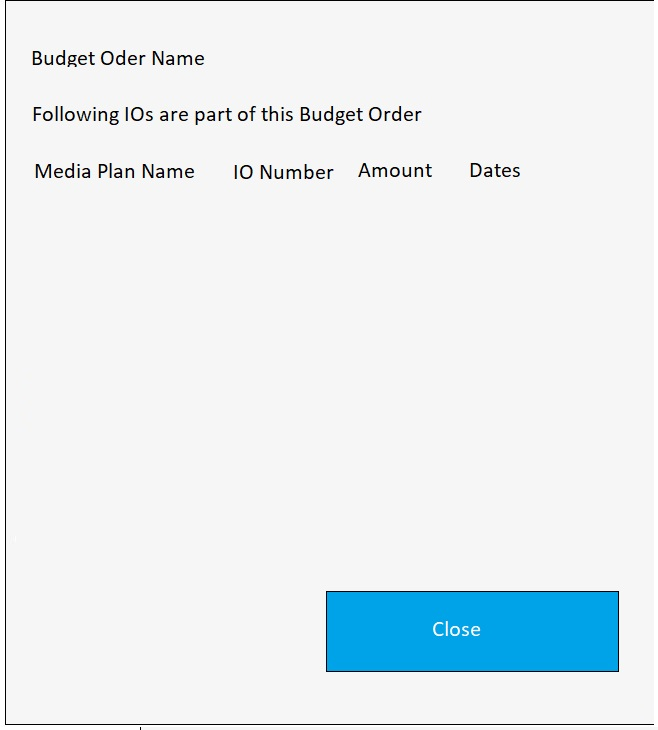 Budget Oder Name
Following IOs are part of this Budget Order
Media Plan Name IO Number Amount Dates
Close